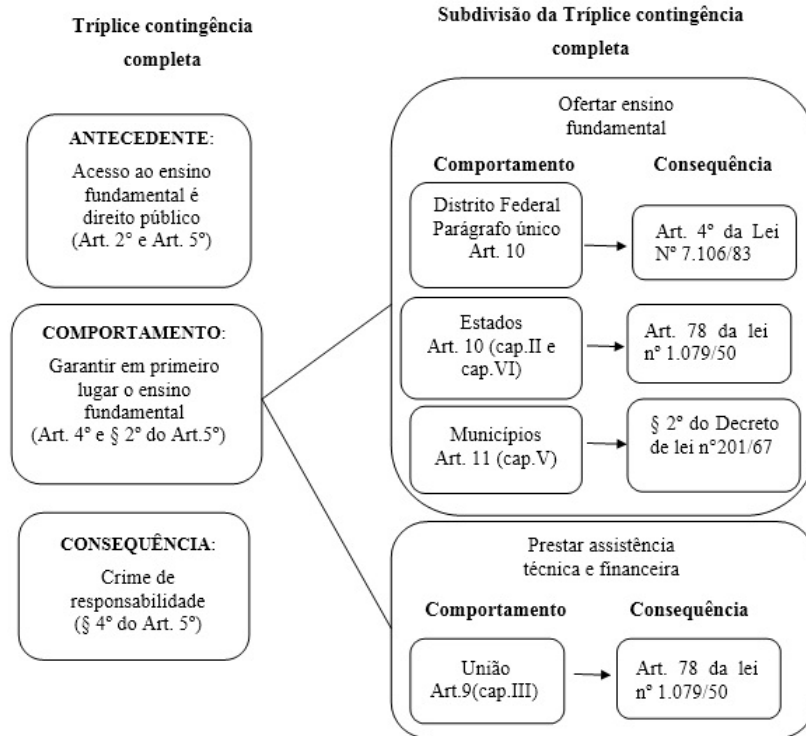 Tríplice contingência
completa
ANTECEDENTE:
Acesso ao ensino
fundamental é
direito público
(Art. 2° e Art. 5°)
COMPORTAMENTO:
Garantir em primeiro
lugar o ensino
fundamental
(Art. 4° e § 2° do Art.5°)
CONSEQUÊNCIA:
Crime de
responsabilidade
(§ 4° do Art. 5°)
Subdivisão da Tríplice contingência
completa
Ofertar ensino
fundamental
Comportamento
Consequência
Distrito Federal
Parágrafo único
Art. 10
Art. 4° da Lei
N° 7.106/83
Estados
Art. 10 (cap.II e
cap.VI)
Art. 78 da lei
n° 1.079/50
Municípios
Art. 11 (cap.V)
§ 2° do Decreto
de lei n°201/67
Prestar assistência
técnica e financeira
Comportamento
Consequência
União
Art.9(cap.III)
Art. 78 da lei
n° 1.079/50